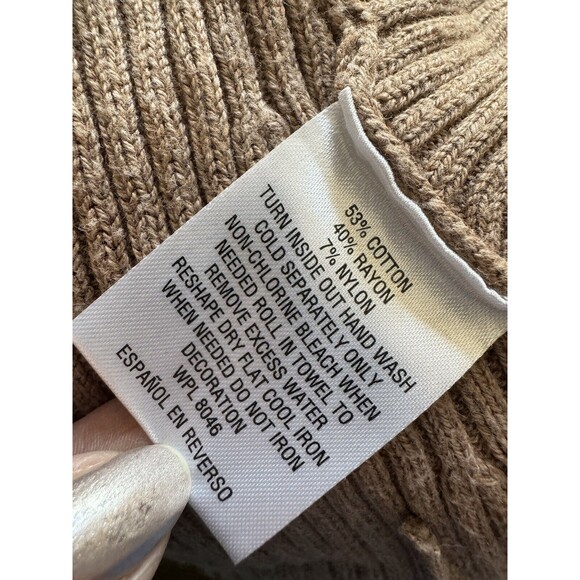 53% COTTON
40% RAYON
7% NYLON
TURN INSIDE OUT HAND WASH
COLD SEPARATELY ONLY
NON-CHLORINE BLEACH WHEN
NEEDED ROLL IN TOWEL TO
REMOVE EXCESS WATER
RESHAPE DRY FLAT COOL IRON
WHEN NEEDED DO NOT IRON
DECORATION
WPL 8046
ESPAÑOL EN REVERSO